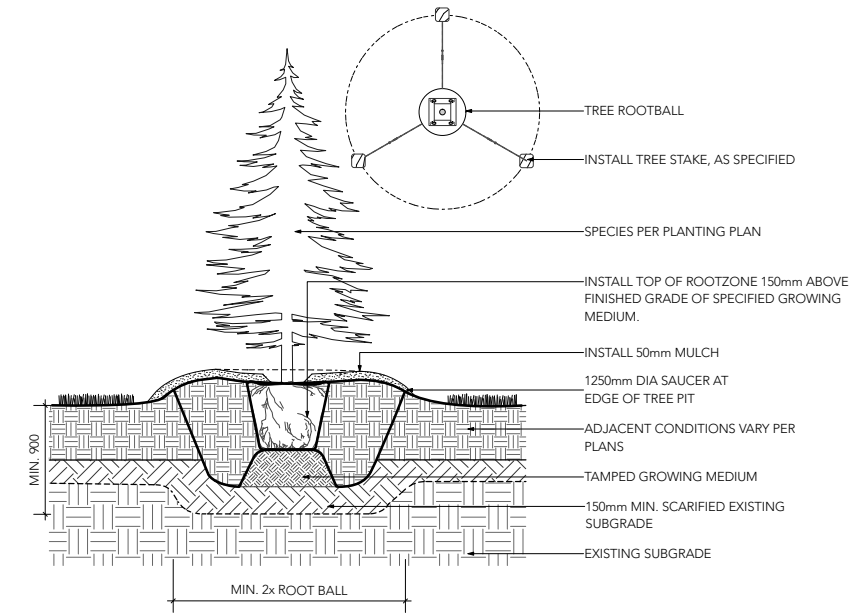 TREE ROOTBALL
INSTALL TREE STAKE, AS SPECIFIED
SPECIES PER PLANTING PLAN
INSTALL TOP OF ROOTZONE 150mm ABOVE
FINISHED GRADE OF SPECIFIED GROWING
MEDIUM.
INSTALL 50mm MULCH
1250mm DIA SAUCER AT
EDGE OF TREE PIT
ADJACENT CONDITIONS VARY PER
PLANS
TAMPED GROWING MEDIUM
150mm MIN. SCARIFIED EXISTING
SUBGRADE
EXISTING SUBGRADE
MIN. 900
MIN. 2x ROOT BALL